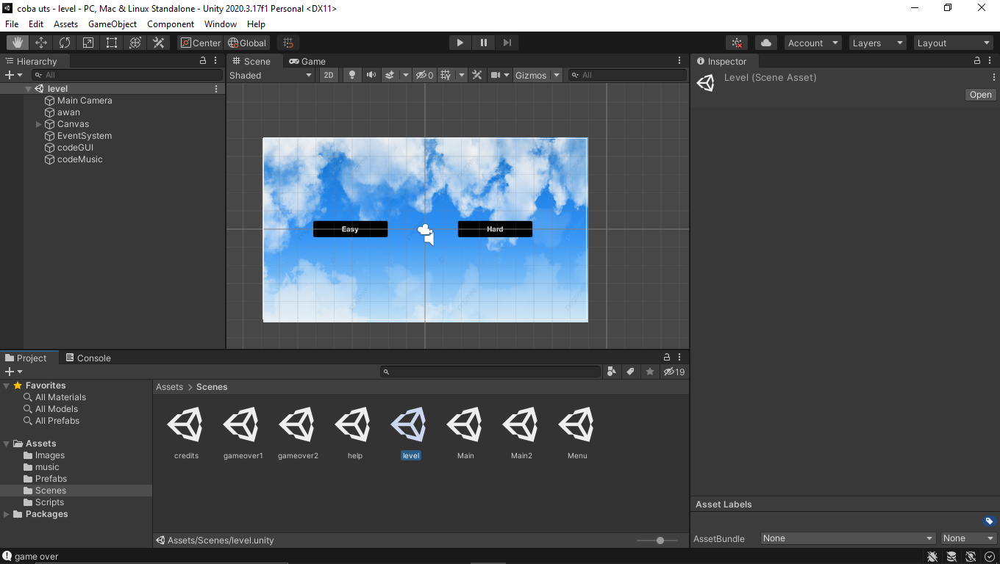 coba uts - level - PC, Mac & Linux Standalone - Unity 2020.3.17f1 Personal <DX11>
File Edit Assets GameObject Component Window Help
Center Global Account Layers Layout
Hierarchy
All
level
Main Camera
awan
Canvas
EventSystem
codeGUI
codeMusic
Scene Game
Shaded 2D 0 Gizmos All
Easy Hard
Inspector
Level (Scene Asset)
Open
Project Console
19
Favorites
All Materials
All Models
All Prefabs
Assets
Images
music
Prefabs
Scenes
Scripts
Packages
Assets > Scenes
credits gameover1 gameover2 help level Main Main2 Menu
Assets/Scenes/level.unity
Asset Labels
AssetBundle None None
game over